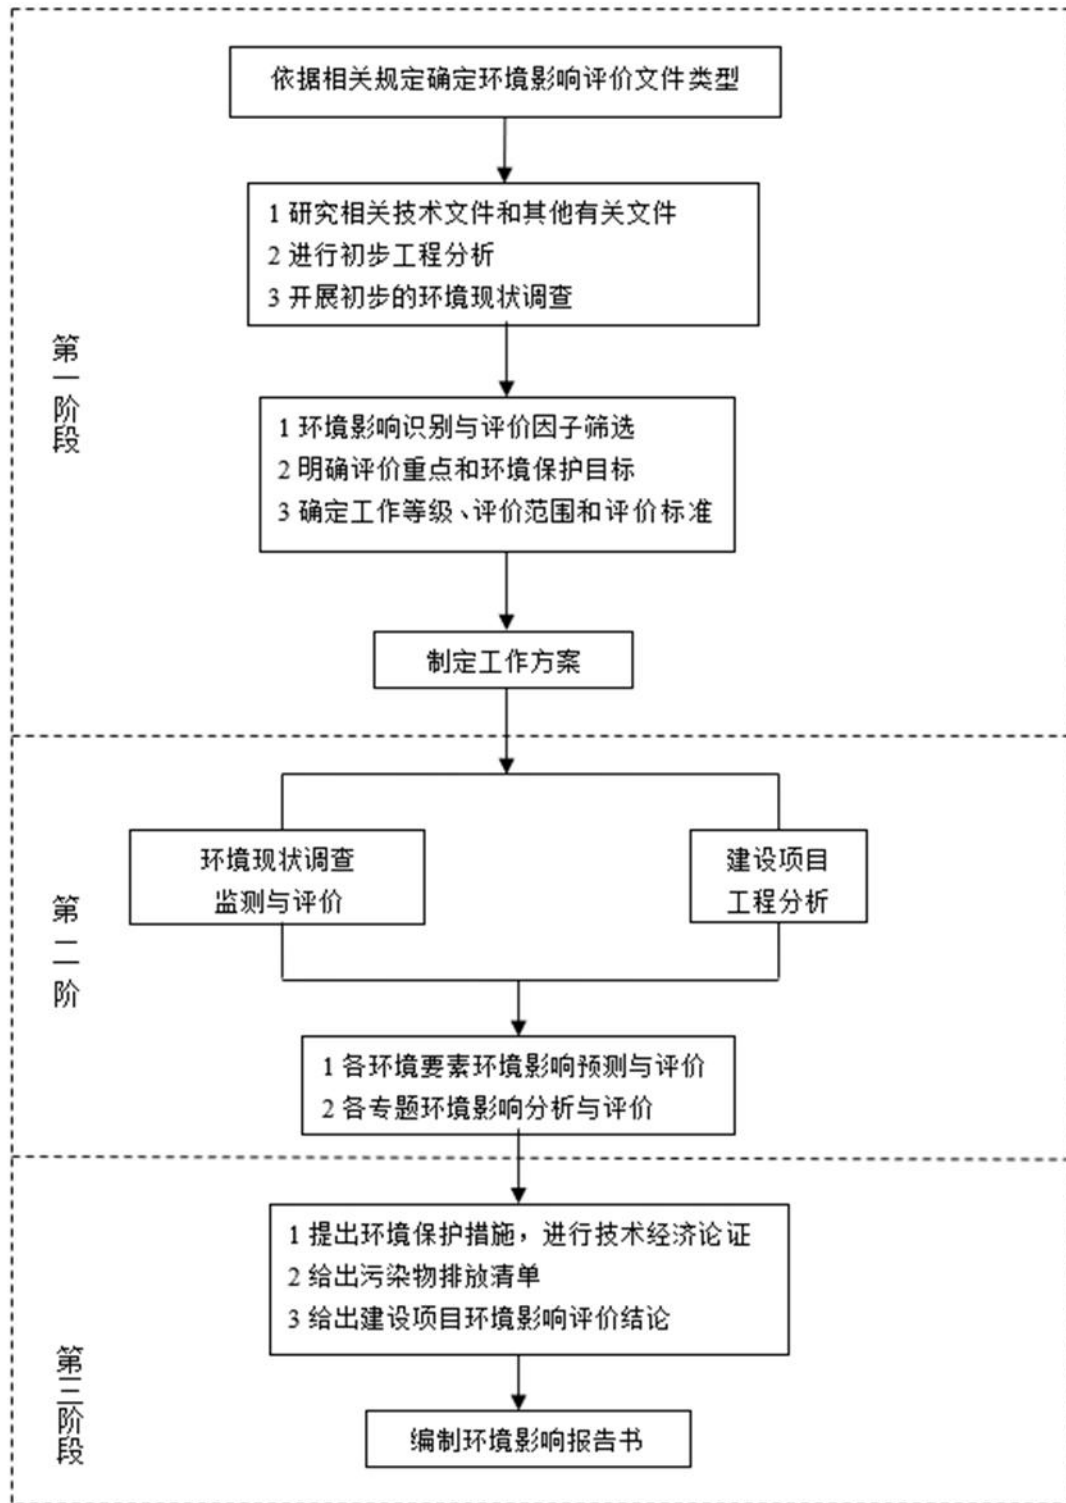 依据相关规定确定环境影响评价文件类型
1 研究相关技术文件和其他有关文件
2 进行初步工程分析
3 开展初步的环境现状调查
第一阶段
1 环境影响识别与评价因子筛选
2 明确评价重点和环境保护目标
3 确定工作等级、评价范围和评价标准
制定工作方案
环境现状调查
监测与评价
建设项目
工程分析
第二阶
1 各环境要素环境影响预测与评价
2 各专题环境影响分析与评价
1 提出环境保护措施，进行技术经济论证
2 给出污染物排放清单
3 给出建设项目环境影响评价结论
第三阶段
编制环境影响报告书